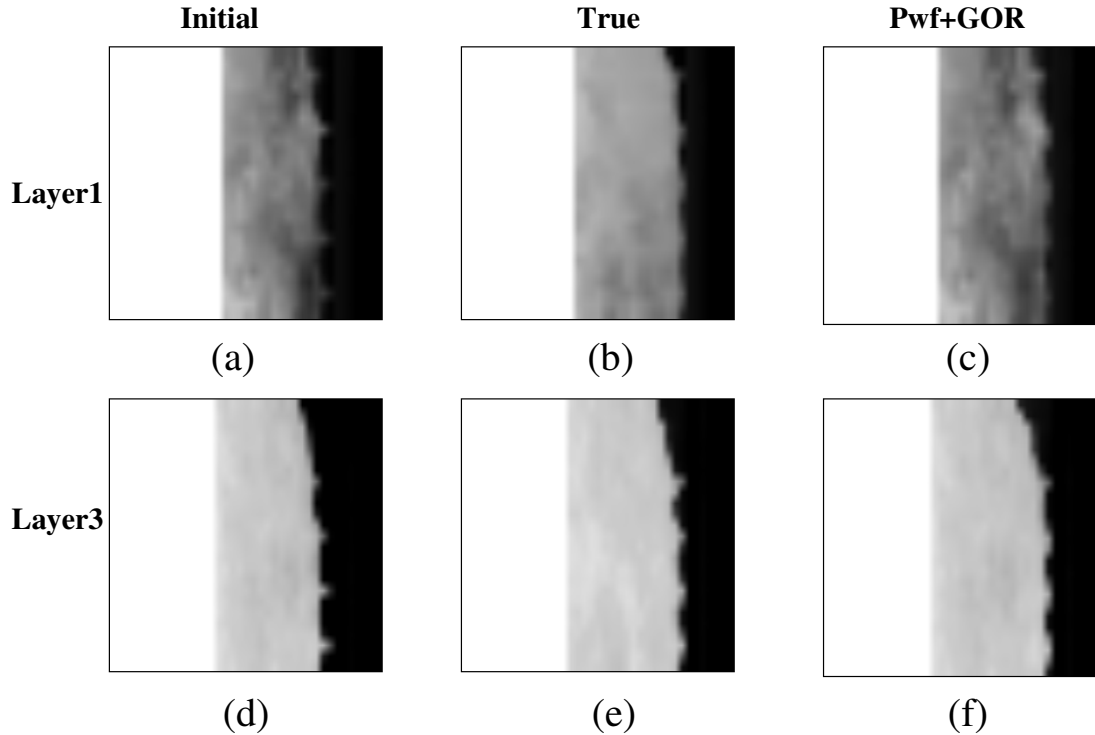 Initial
True
Pwf+GOR
Layer1
(a)
(b)
(c)
Layer3
(d)
(e)
(f)